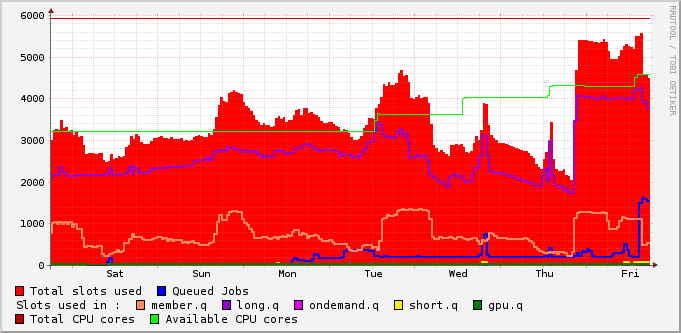 RRDTOOL / TOBI OETIKER
6000
5000
4000
3000
2000
1000
0
Sat Sun Mon Tue Wed Thu Fri
Total slots used Queued Jobs
Slots used in : member.q long.q ondemand.q short.q gpu.q
Total CPU cores Available CPU cores